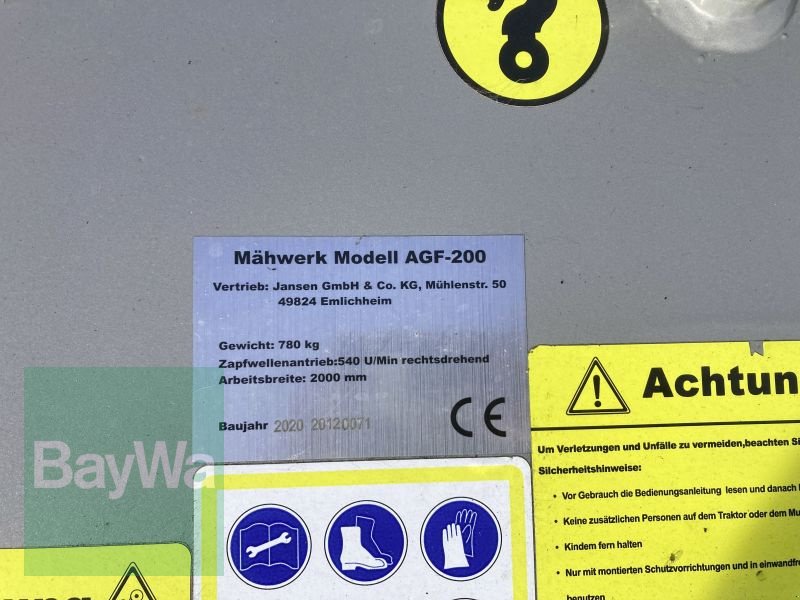 Mähwerk Modell AGF-200
Vertrieb: Jansen GmbH & Co. KG, Mühlenstr. 50
49824 Emlichheim
Gewicht: 780 kg
Zapfwellenantrieb:540 U/Min rechtsdrehend
Arbeitsbreite: 2000 mm
Baujahr 2020 20120071
CE
BayWa
Achtun
Um Verletzungen und Unfälle zu vermeiden,beachten Si
Silcherheitshinweise:
• Vor Gebrauch die Bedienungsanleitung lesen und danach
• Keine zusätzlichen Personen auf dem Traktor oder dem Mu
• Kindern fern halten
• Nur mit montierten Schutzvorrichtungen und in einwandfre
benutzen